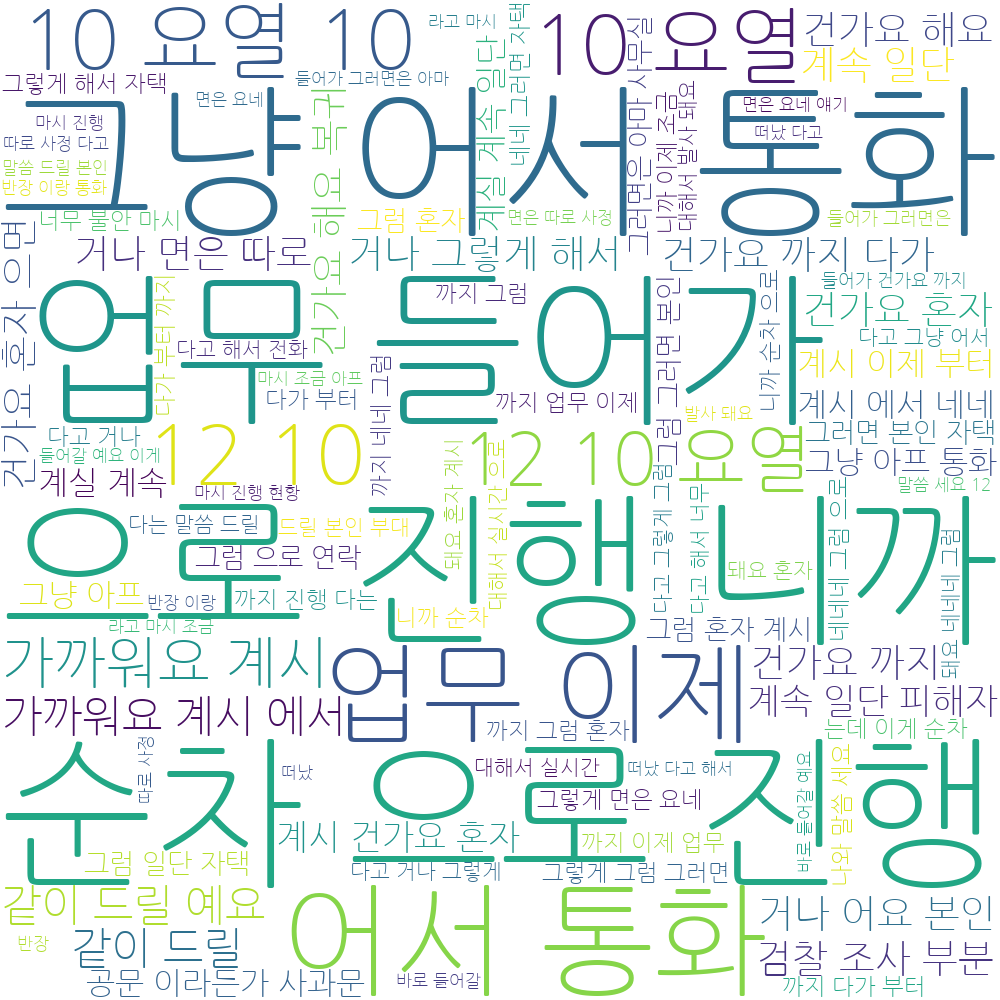 10 요열 10
라고 마시
10 요열
건가요 해요
계속 일단
그렇게 해서 자택
들어가 그러면은 아마
면은 요네
면은 요네 얘기
그냥 어서 통화
마시 진행
떠났 다고
따로 사정 다고
말씀 드릴 본인
반장 이랑 통화
너무 불안 마시
건가요 해요 복귀
계실 계속 일단
네네 그러면 자택
그러면은 아마 사무실
니까 이제 조금
대해서 발사 돼요
그럼 혼자
면은 따로 사정
들어가 그러면은
거나 면은 따로
거나 그렇게 해서
건가요 까지 다가
건가요 혼자 으면
업무 들어가
다가 부터 까지
까지 그럼
들어가 건가요 까지
건가요 혼자
다고 해서 전화
다고 그냥 어서
마시 조금 아프
계시 이제 부터
다가 부터
까지 업무 이제
발사 돼요
그럼 그러면 본인
니까 순차 으로
계시 에서 네네
다고 거나
12 10
12 10 요열
그러면 본인 자택
들어갈 예요 이게
그냥 아프 통화
계실 계속
까지 네네 그럼
마시 진행 현황
말씀 세요 12
으로 진행 니까
다는 말씀 드릴
드릴 본인 부대
돼요 혼자 계시
대해서 실시간 으로
다고 그렇게 그럼
다고 해서 너무
네네네 그럼 으로
돼여 네네네 그럼
그럼 으로 연락
돼요 혼자
그냥 아프
반장 이랑
까지 진행 다는
니까 순차
라고 마시 조금
그럼 혼자 계시
가까워요 계시
업무 이제
건가요 까지
가까워요 계시 에서
계속 일단 피해자
까지 그럼 혼자
는데 이게 순차
순차 으로 진행
따로 사정
떠났
대해서 실시간
떠났 다고 해서
그렇게 면은 요네
바로 들어갈 예요
나와 말씀 세요
계시 건가요 혼자
까지 이제 업무
그럼 일단 자택
다고 거나 그렇게
그렇게 그럼 그러면
같이 드릴 예요
어서 통화
거나 어요 본인
반장
같이 드릴
검찰 조사 부분
공문 이라든가 사과문
바로 들어갈
까지 다가 부터